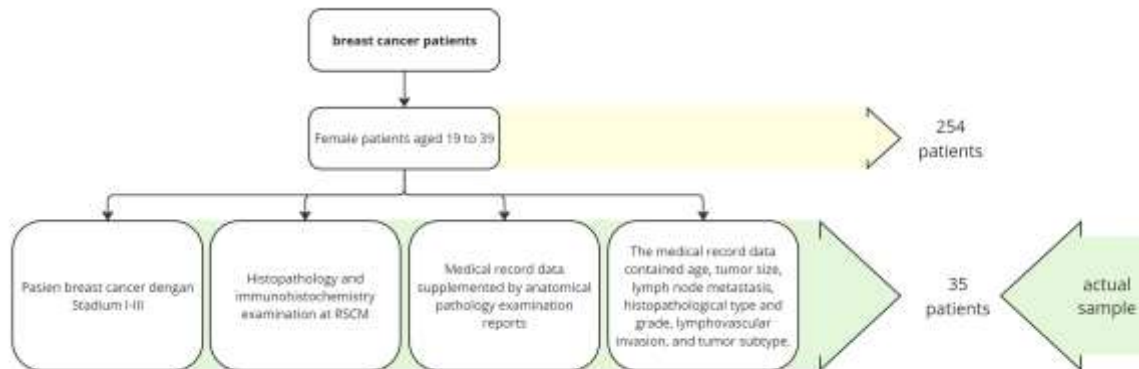 breast cancer patients
Female patients aged 19 to 39
254
patients
Pasien breast cancer dengan
Stadium I-III
Histopathology and
immunohistochemistry
examination at RSCM
Medical record data
supplemented by anatomical
pathology examination
reports
The medical record data
contained age, tumor size,
lymph node metastasis,
histopathological type and
grade, lymphovascular
invasion, and tumor subtype.
35
patients
actual
sample